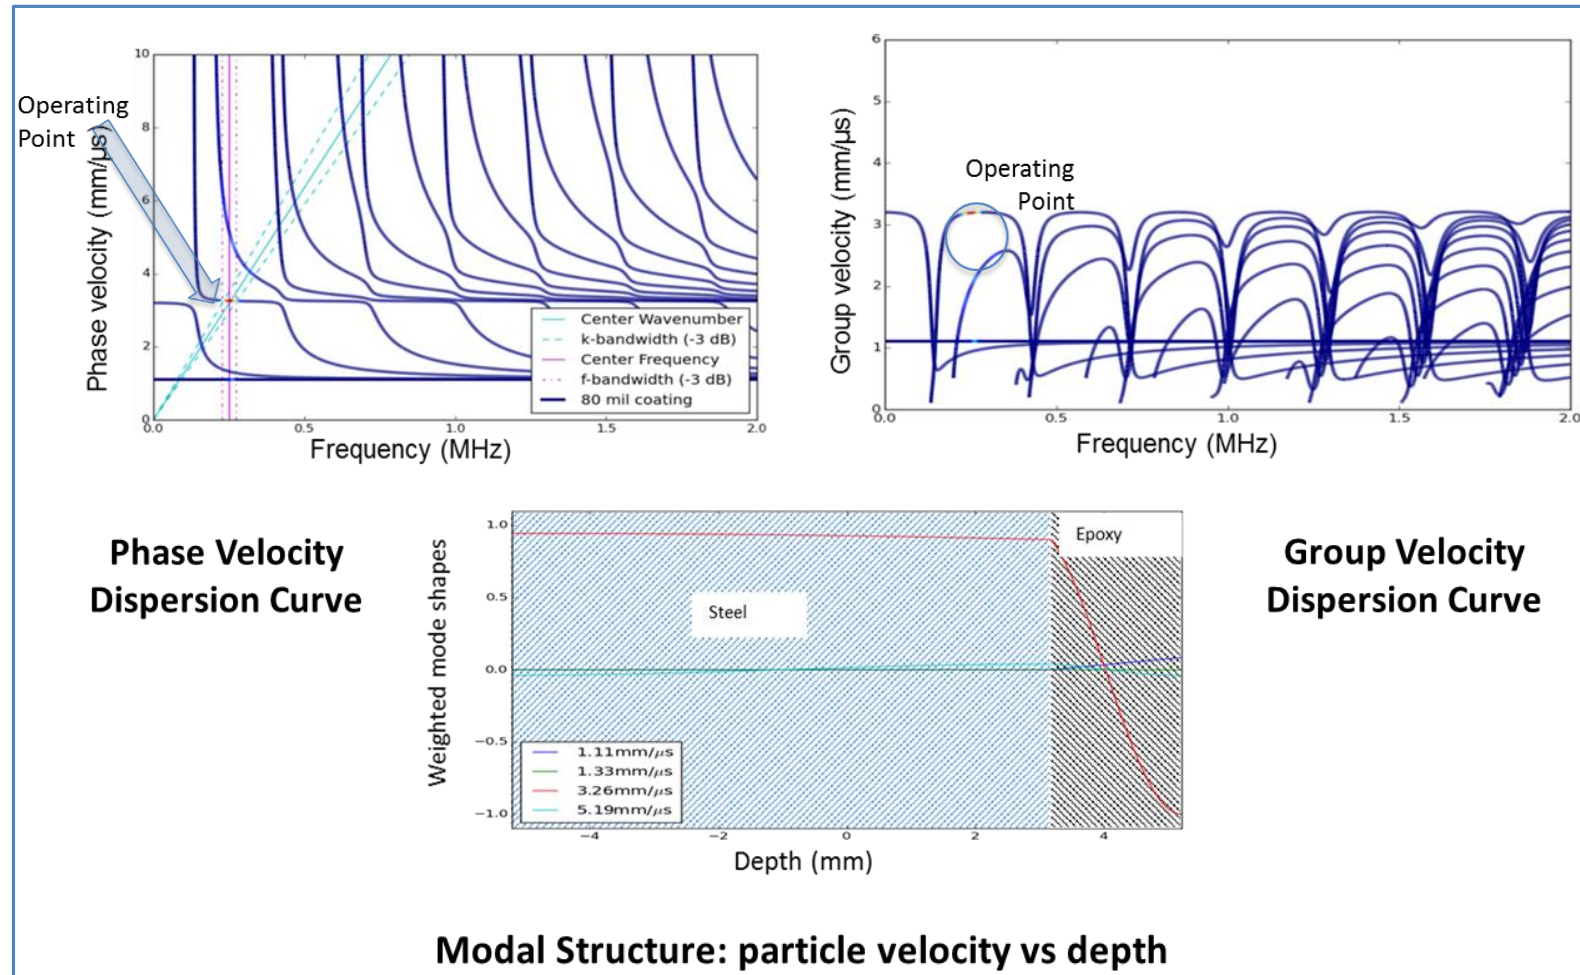 Operating
Point
Phase velocity (mm/µs)
10
8
6
4
2
0
0.0
0.5
1.0
1.5
2.0
Frequency (MHz)
Center Wavenumber
k-bandwidth (-3 dB)
Center Frequency
f-bandwidth (-3 dB)
80 mil coating
Operating
Point
Group velocity (mm/µs)
6
5
4
3
2
1
0
0.0
0.5
1.0
1.5
2.0
Frequency (MHz)
Phase Velocity
Dispersion Curve
Group Velocity
Dispersion Curve
Weighted mode shapes
1.0
0.5
0.0
−0.5
−1.0
Epoxy
Steel
1.11mm/µs
1.33mm/µs
3.26mm/µs
5.19mm/µs
−4
−2
0
2
4
Depth (mm)
Modal Structure: particle velocity vs depth